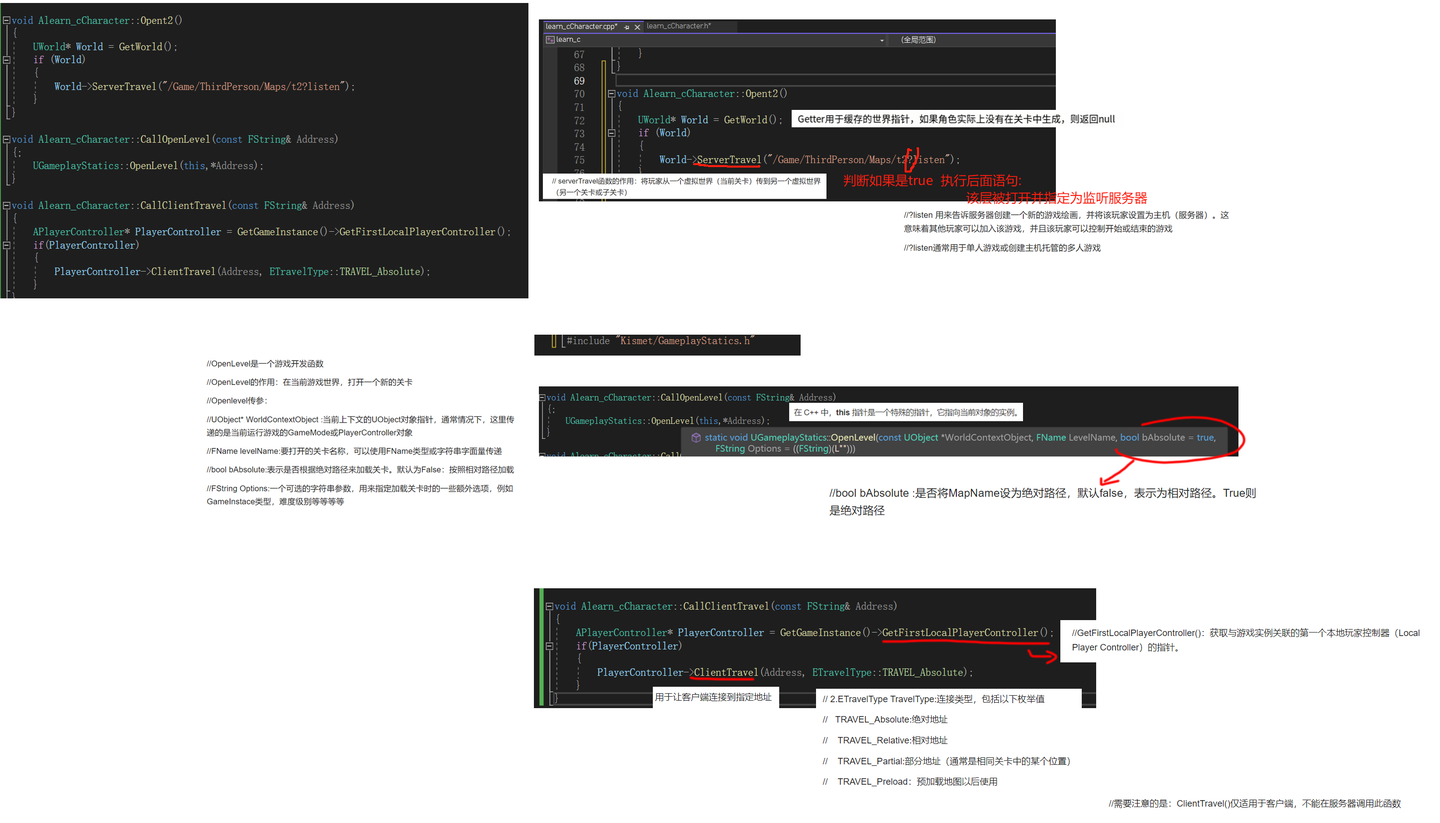 void Alearn_cCharacter::Opent2()
{
UWorld* World = GetWorld();
if (World)
{
World->ServerTravel("/Game/ThirdPerson/Maps/t2?listen");
}
}
void Alearn_cCharacter::CallOpenLevel(const FString& Address)
{;
UGameplayStatics::OpenLevel(this,*Address);
}
void Alearn_cCharacter::CallClientTravel(const FString& Address)
{
APlayerController* PlayerController = GetGameInstance()->GetFirstLocalPlayerController();
if(PlayerController)
{
PlayerController->ClientTravel(Address, ETravelType::TRAVEL_Absolute);
}
learn_cCharacter.cpp* learn_cCharacter.h*
learn_c (全局范围)
67 }
68 }
69
70 void Alearn_cCharacter::Opent2()
71 {
72 UWorld* World = GetWorld(); Getter用于缓存的世界指针，如果角色实际上没有在关卡中生成，则返回null
73 if (World)
74 {
75 World->ServerTravel("/Game/ThirdPerson/Maps/t2?listen");
// serverTravel函数的作用：将玩家从一个虚拟世界（当前关卡）传到另一个虚拟世界
（另一个关卡或子关卡）
判断如果是true 执行后面语句:
该层被打开并指定为监听服务器
//?listen 用来告诉服务器创建一个新的游戏绘画，并将该玩家设置为主机（服务器）。这
意味着其他玩家可以加入该游戏，并且该玩家可以控制开始或结束的游戏
//?listen通常用于单人游戏或创建主机托管的多人游戏
#include "Kismet/GameplayStatics.h"
//OpenLevel是一个游戏开发函数
//OpenLevel的作用：在当前游戏世界，打开一个新的关卡
//Openlevel传参：
//UObject* WorldContextObject :当前上下文的UObject对象指针，通常情况下，这里传
递的是当前运行游戏的GameMode或PlayerController对象
//FName levelName:要打开的关卡名称，可以使用FName类型或字符串字面量传递
//bool bAbsolute:表示是否根据绝对路径来加载关卡。默认为False：按照相对路径加载
//FString Options:一个可选的字符串参数，用来指定加载关卡时的一些额外选项，例如
GameInstace类型，难度级别等等等等
void Alearn_cCharacter::CallOpenLevel(const FString& Address)
{;
在 C++ 中，this 指针是一个特殊的指针，它指向当前对象的实例。
UGameplayStatics::OpenLevel(this,*Address);
}
static void UGameplayStatics::OpenLevel(const UObject *WorldContextObject, FName LevelName, bool bAbsolute = true,
FString Options = ((FString)(L"")))
void Alearn_cCharacter::Call
//bool bAbsolute :是否将MapName设为绝对路径，默认false，表示为相对路径。True则
是绝对路径
void Alearn_cCharacter::CallClientTravel(const FString& Address)
{
APlayerController* PlayerController = GetGameInstance()->GetFirstLocalPlayerController();
if(PlayerController)
{
PlayerController->ClientTravel(Address, ETravelType::TRAVEL_Absolute);
}
}
//GetFirstLocalPlayerController()：获取与游戏实例关联的第一个本地玩家控制器（Local
Player Controller）的指针。
用于让客户端连接到指定地址
// 2.ETravelType TravelType:连接类型，包括以下枚举值
// TRAVEL_Absolute:绝对地址
// TRAVEL_Relative:相对地址
// TRAVEL_Partial:部分地址（通常是相同关卡中的某个位置）
// TRAVEL_Preload：预加载地图以后使用
//需要注意的是：ClientTravel()仅适用于客户端，不能在服务器调用此函数